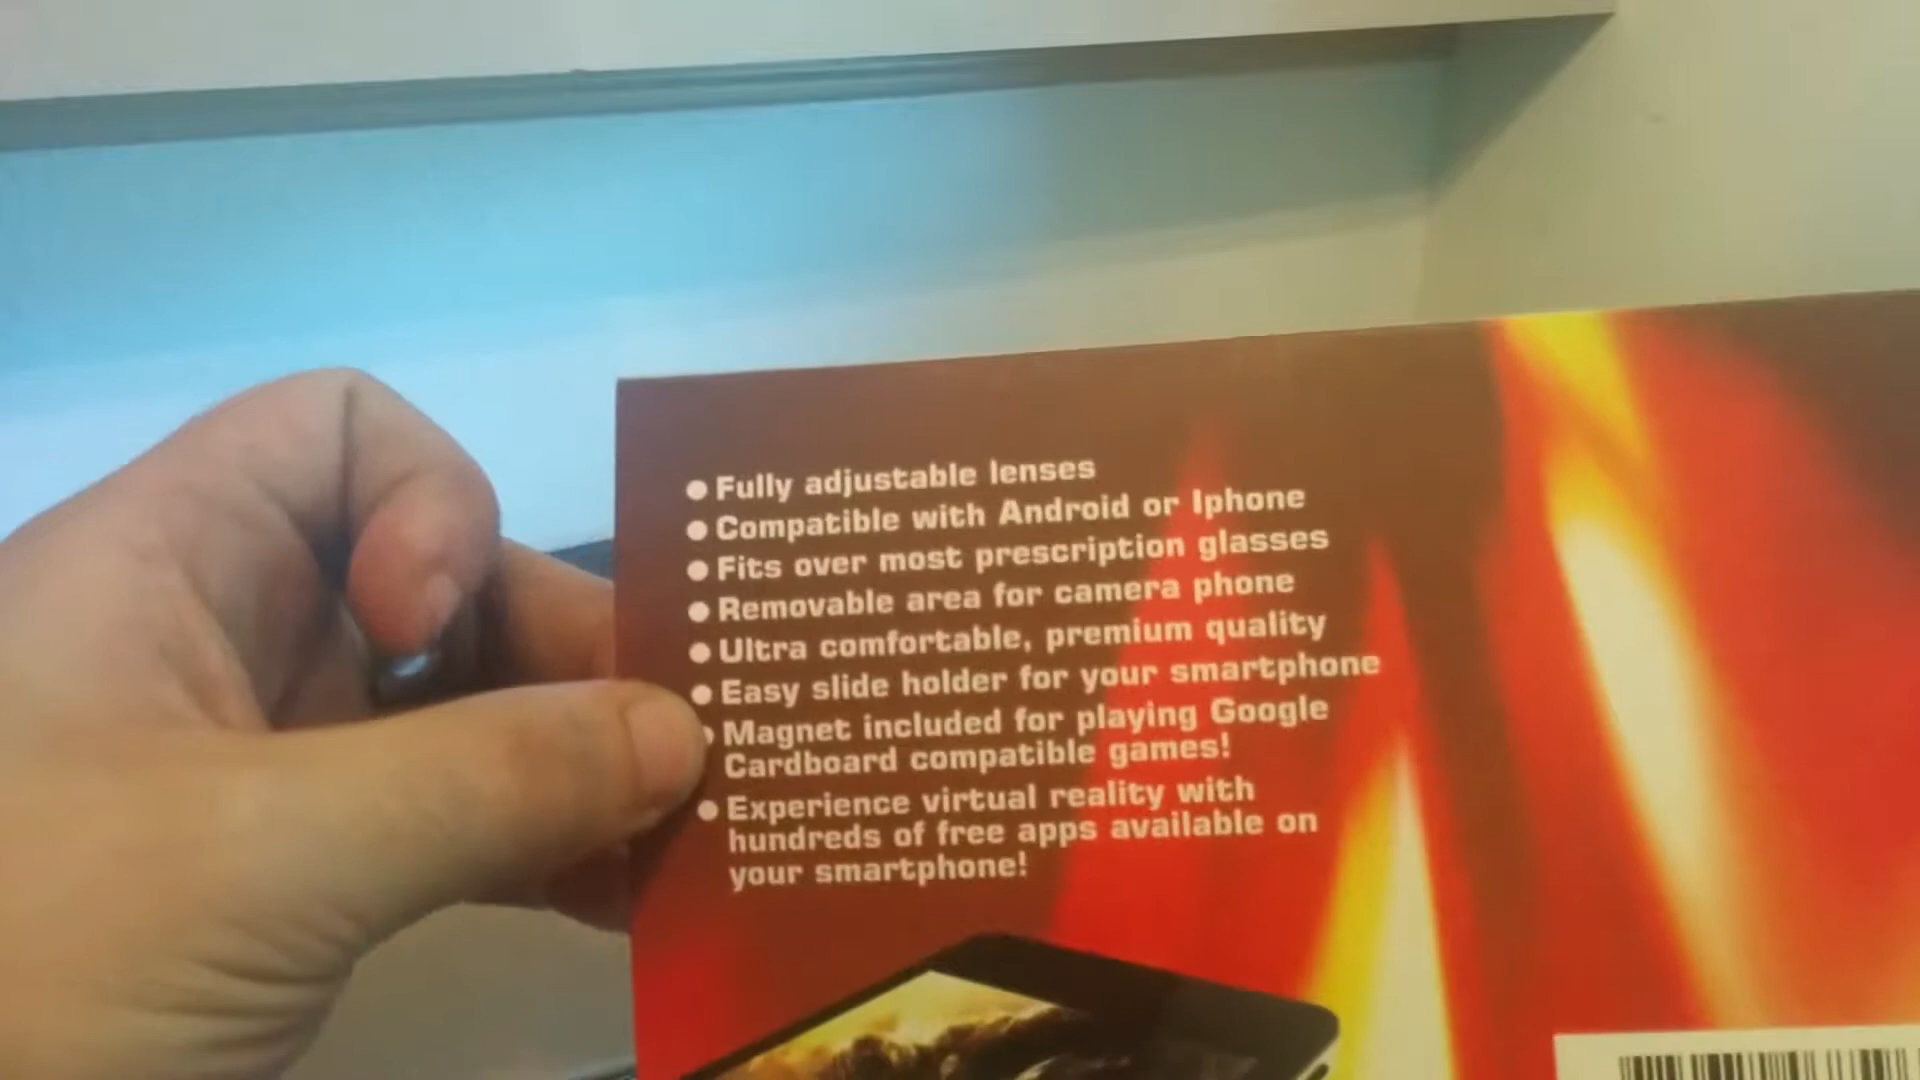 ● Fully adjustable lenses
● Compatible with Android or Iphone
● Fits over most prescription glasses
● Removable area for camera phone
● Ultra comfortable, premium quality
● Easy slide holder for your smartphone
● Magnet included for playing Google
Cardboard compatible games!
● Experience virtual reality with
hundreds of free apps available on
your smartphone!